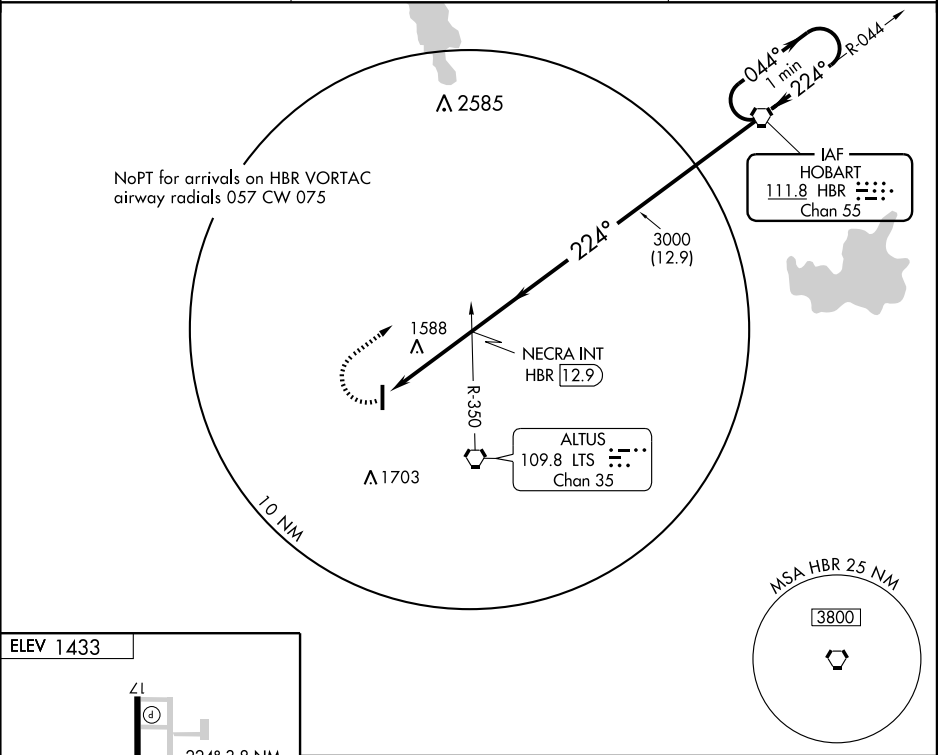 2585
R-044
044°
1 min
224°
NoPT for arrivals on HBR VORTAC
airway radials 057 CW 075
IAF
HOBART
111.8 HBR
Chan 55
224°
3000
(12.9)
1588
NECRA INT
HBR 12.9
R-350
ALTUS
109.8 LTS
Chan 35
1703
10 NM
MSA HBR 25 NM
3800
ELEV 1433
17
P